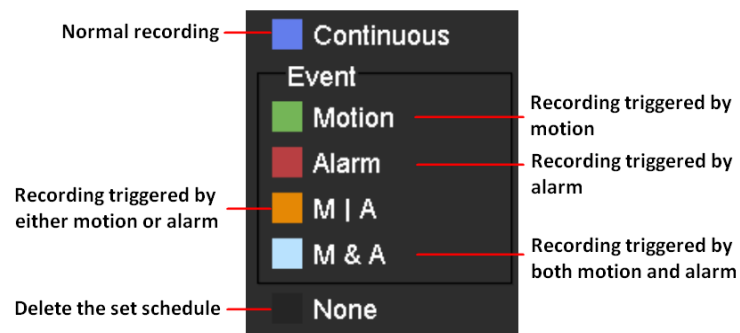 Normal recording
Continuous
Event
Motion
Recording triggered by
motion
Alarm
Recording triggered by
alarm
Recording triggered by
either motion or alarm
M | A
M & A
Recording triggered by
both motion and alarm
Delete the set schedule
None